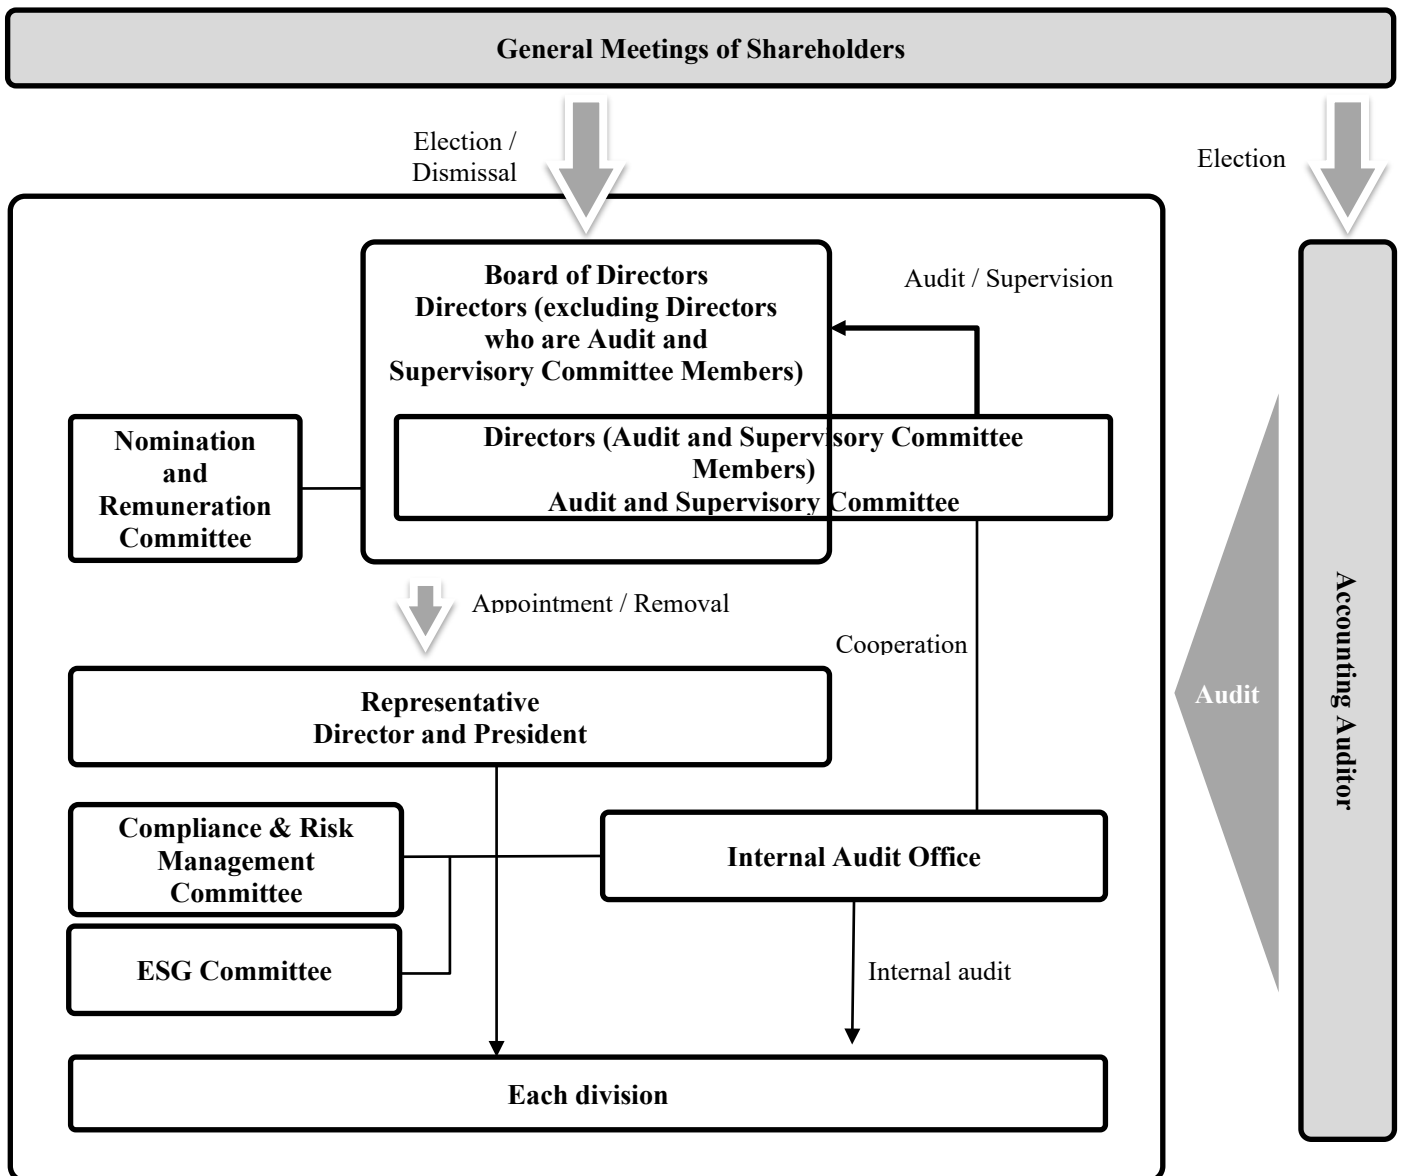 General Meetings of Shareholders
Election /
Dismissal
Election
Board of Directors
Directors (excluding Directors
who are Audit and
Supervisory Committee Members)
Audit / Supervision
Nomination
and
Remuneration
Committee
Directors (Audit and Supervisory Committee
Members)
Audit and Supervisory Committee
Appointment / Removal
Cooperation
Representative
Director and President
Audit
Accounting Auditor
Compliance & Risk
Management
Committee
Internal Audit Office
ESG Committee
Internal audit
Each division